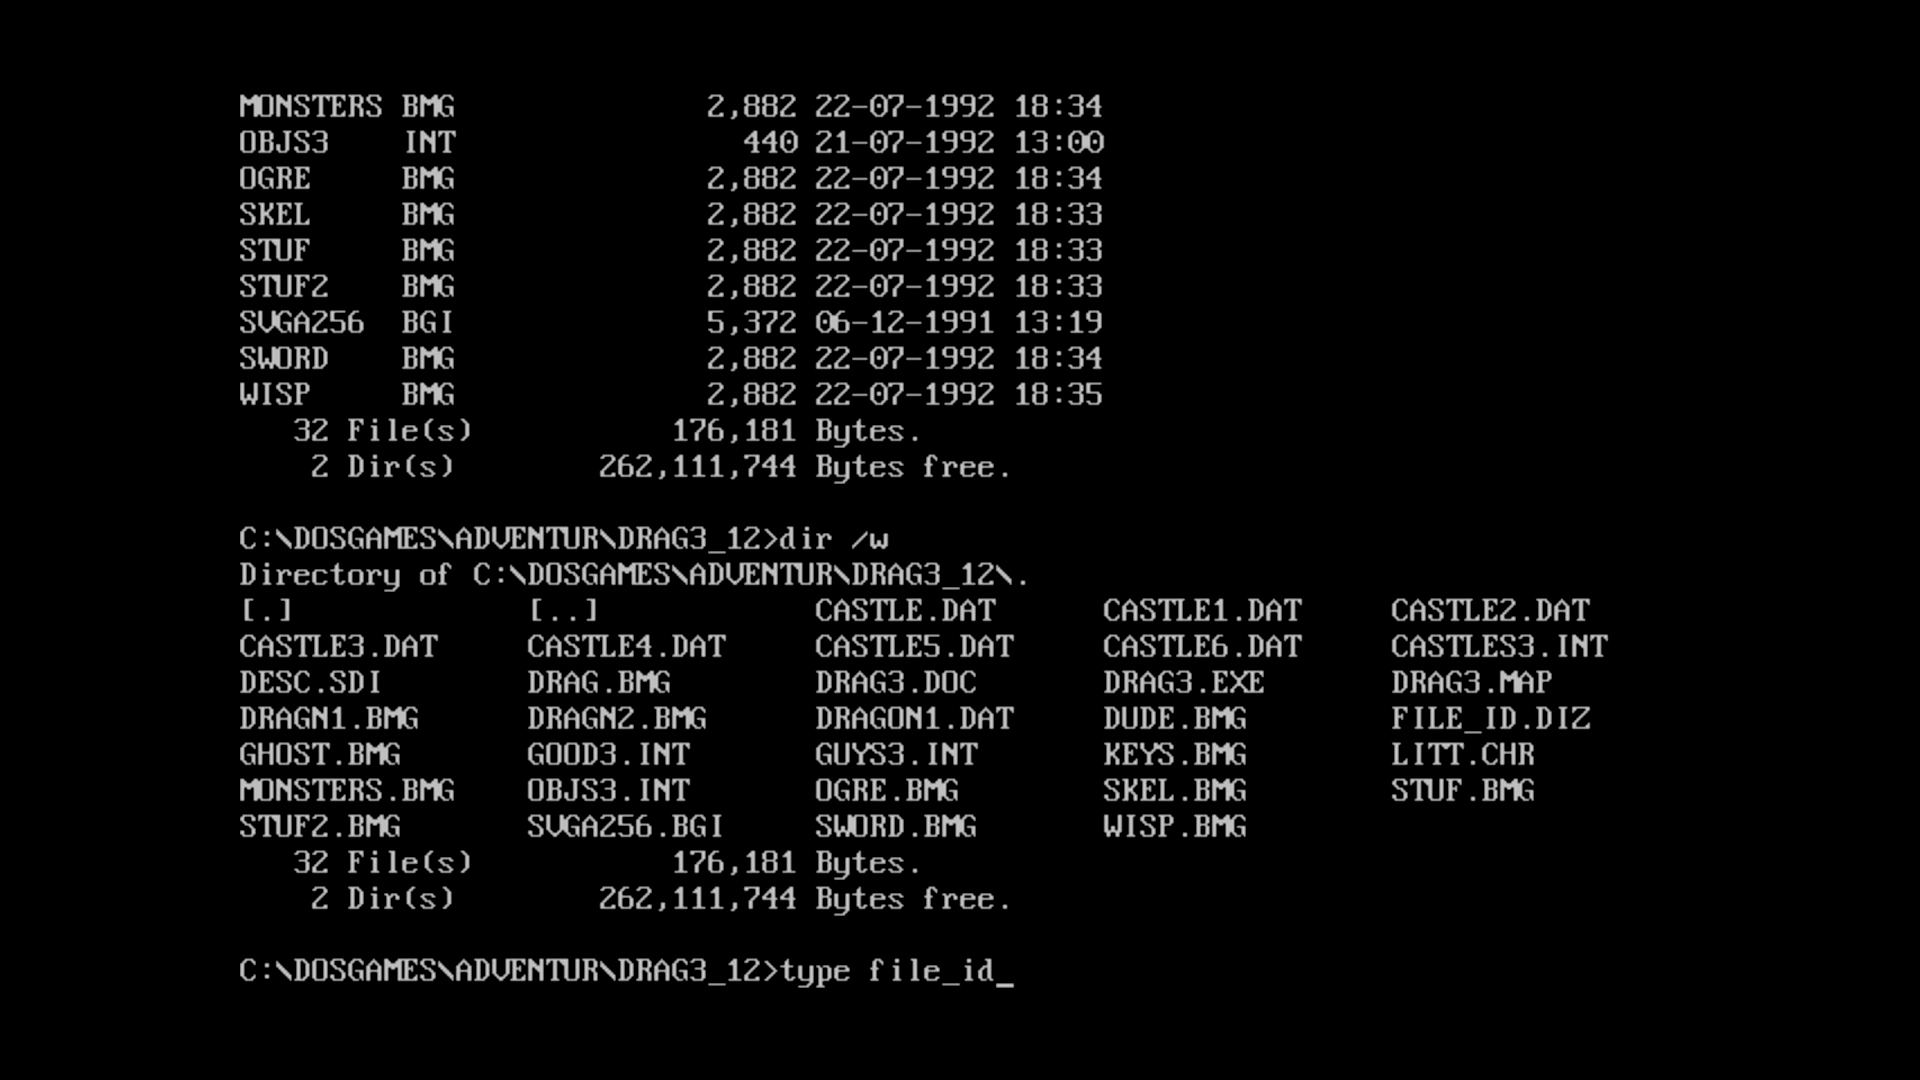 MONSTERS BMG 2,882 22-07-1992 18:34
OBJS3 INT 440 21-07-1992 13:00
OGRE BMG 2,882 22-07-1992 18:34
SKEL BMG 2,882 22-07-1992 18:33
STUF BMG 2,882 22-07-1992 18:33
STUF2 BMG 2,882 22-07-1992 18:33
SVGA256 BGI 5,372 06-12-1991 13:19
SWORD BMG 2,882 22-07-1992 18:34
WISP BMG 2,882 22-07-1992 18:35
32 File(s) 176,181 Bytes.
2 Dir(s) 262,111,744 Bytes free.
C:\DOSGAMES\ADVENTUR\DRAG3_12>dir /w
Directory of C:\DOSGAMES\ADVENTUR\DRAG3_12\.
[.] [..] CASTLE.DAT CASTLE1.DAT CASTLE2.DAT
CASTLE3.DAT CASTLE4.DAT CASTLE5.DAT CASTLE6.DAT CASTLES3.INT
DESC.SDI DRAG.BMG DRAG3.DOC DRAG3.EXE DRAG3.MAP
DRAGN1.BMG DRAGN2.BMG DRAGON1.DAT DUDE.BMG FILE_ID.DIZ
GHOST.BMG GOOD3.INT GUYS3.INT KEYS.BMG LITT.CHR
MONSTERS.BMG OBJS3.INT OGRE.BMG SKEL.BMG STUF.BMG
STUF2.BMG SVGA256.BGI SWORD.BMG WISP.BMG
32 File(s) 176,181 Bytes.
2 Dir(s) 262,111,744 Bytes free.
C:\DOSGAMES\ADVENTUR\DRAG3_12>type file_id_